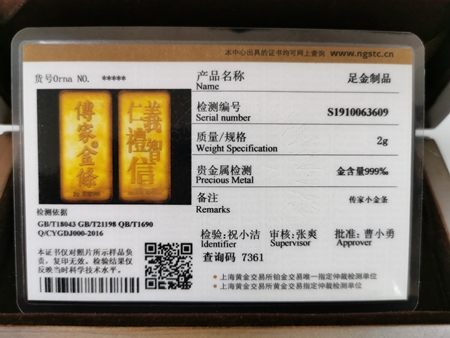 本中心出具的证书均可网上查询 www.ngstc.cn
货号Orna NO. *****
傳家金條
仁義禮智信
产品名称 足金制品
Name
检测编号 S1910063609
Serial number
质量/规格 2g
Weight Specification
贵金属检测 金含量999‰
Precious Metal
备注 传家小金条
Remarks
检测依据
GB/T18043 GB/T21198 QB/T1690
Q/CYGDJ000-2016
本证书仅对照片所示样品负
责，复印无效。检验结果仅
反映当时科学技术水平。
检验:祝小洁 审核:张爽 批准:曹小勇
Identifier Supervisor Approver
查询码 7361
上海黄金交易所铂金交易唯一指定仲裁检测单位
上海黄金交易所黄金交易指定仲裁检测单位